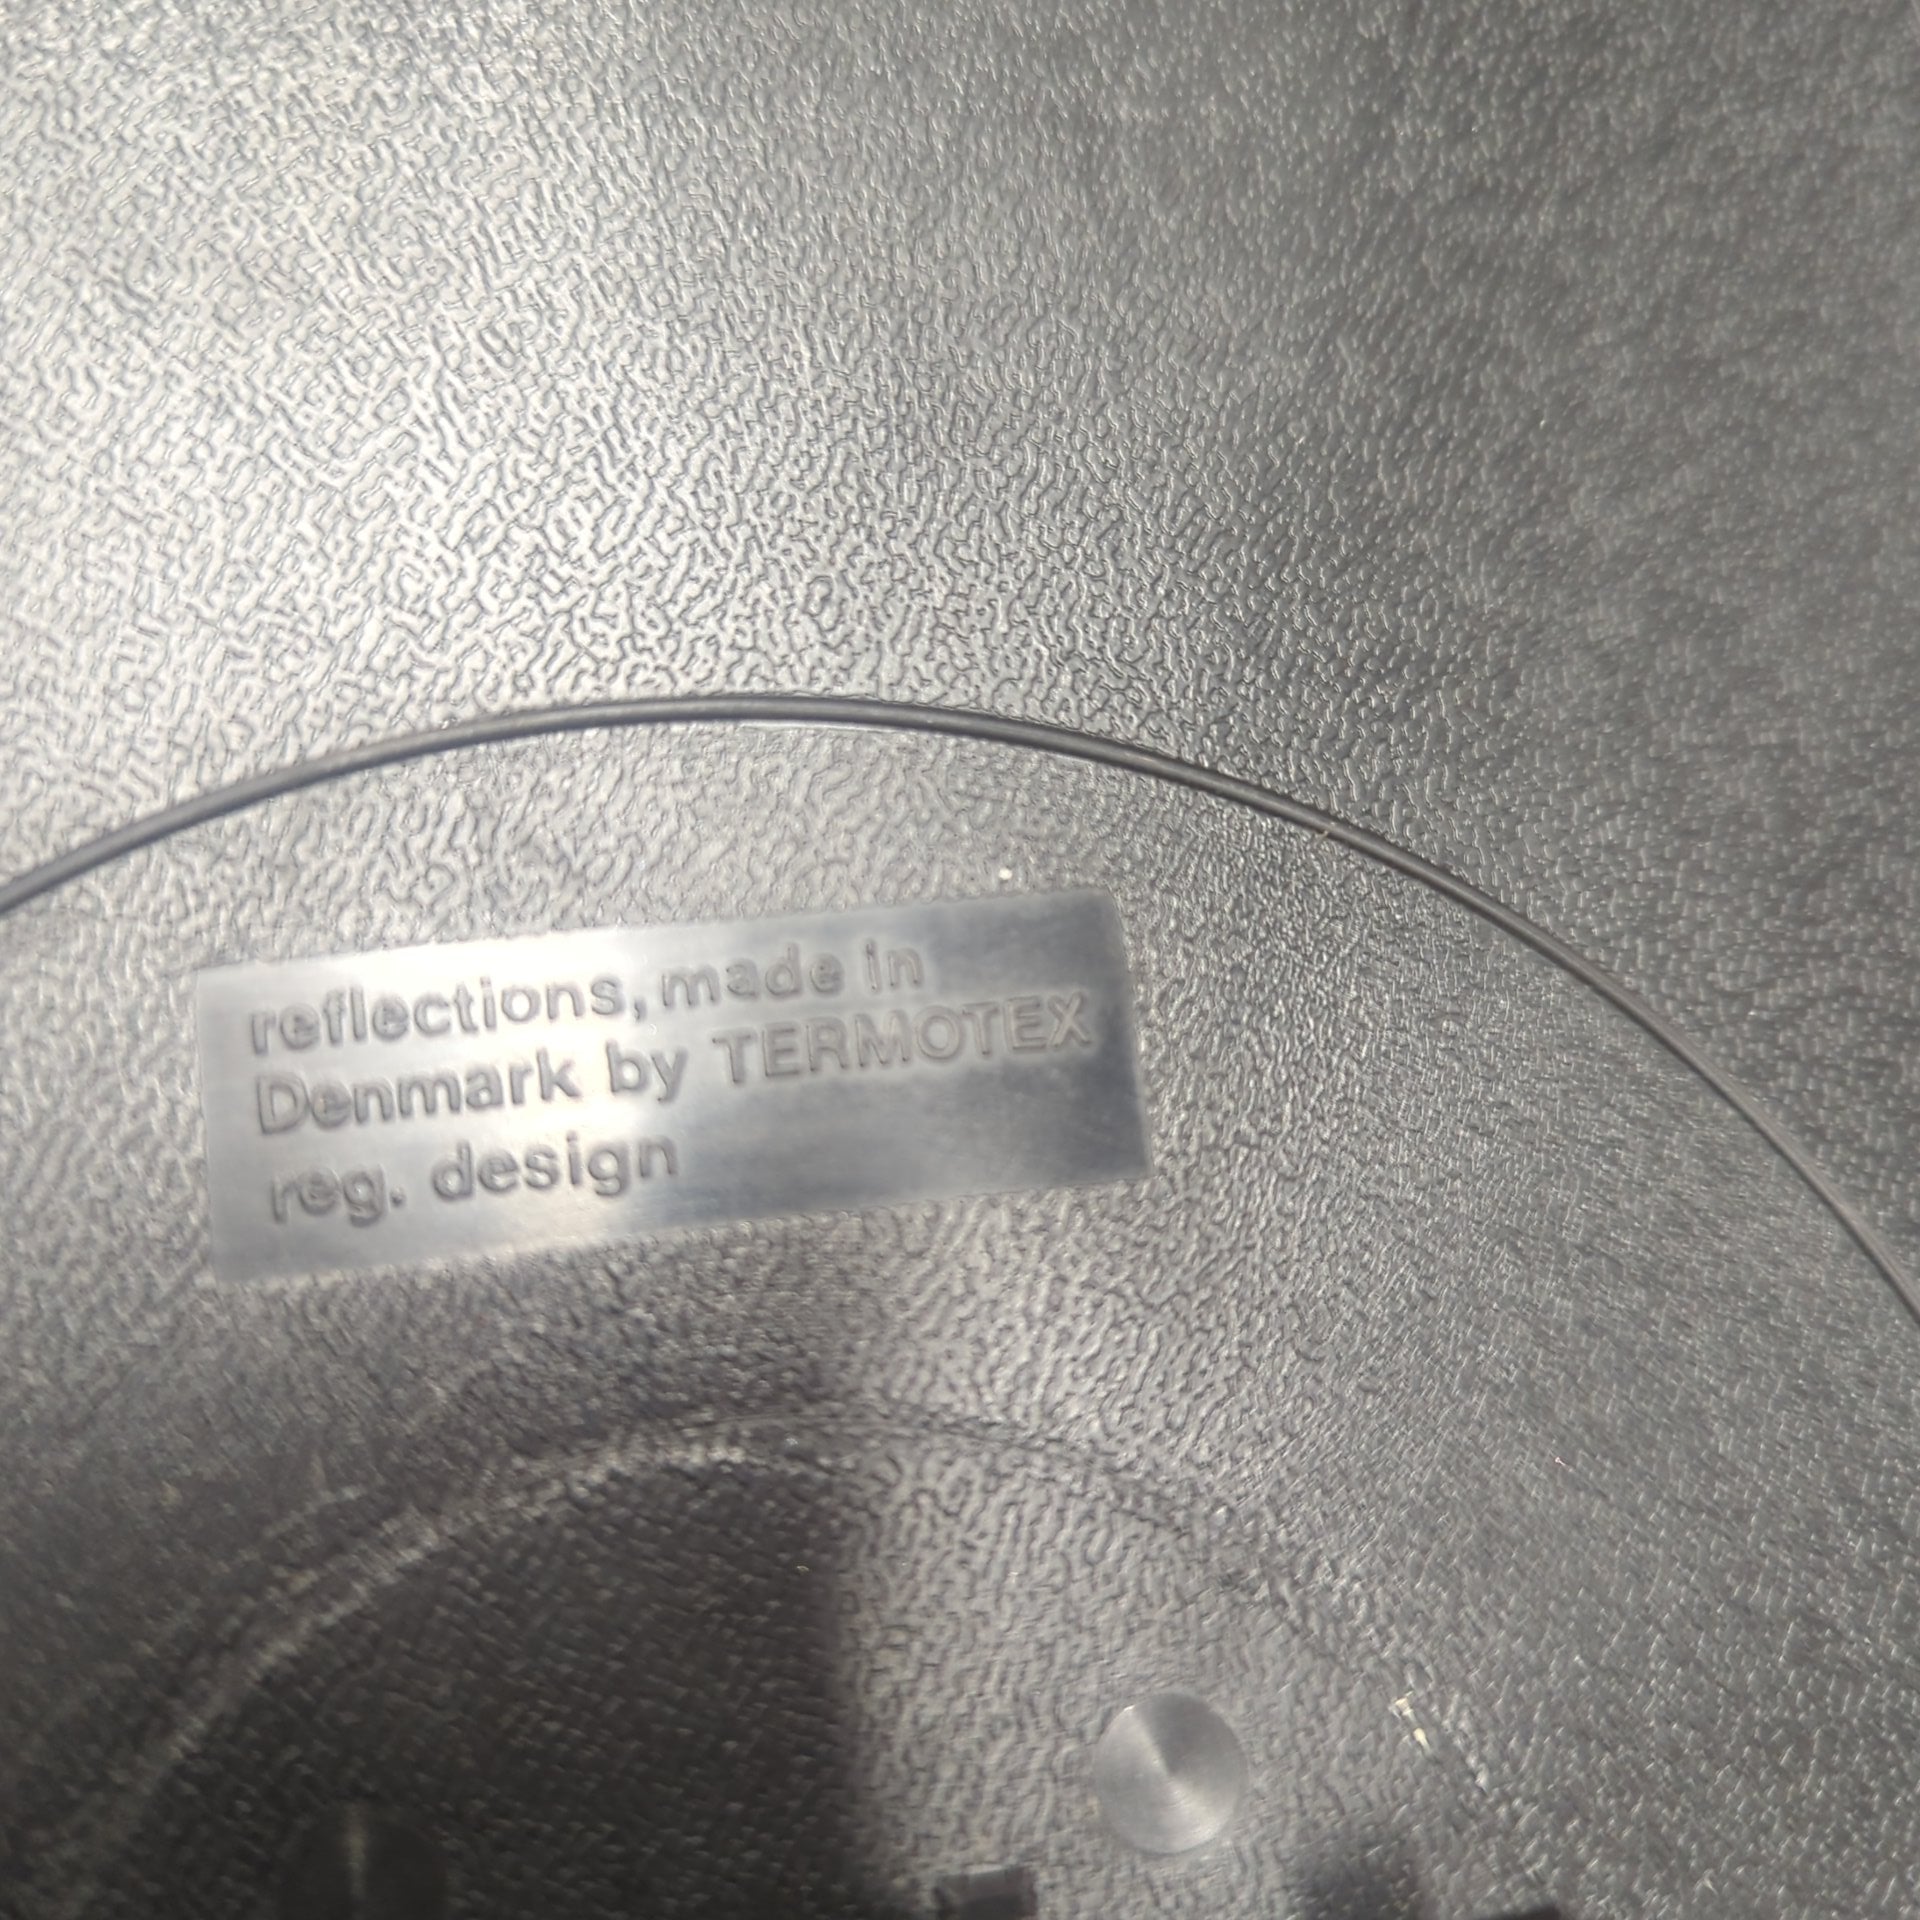 reflections, made in
Denmark by TERMOTEX
reg. design